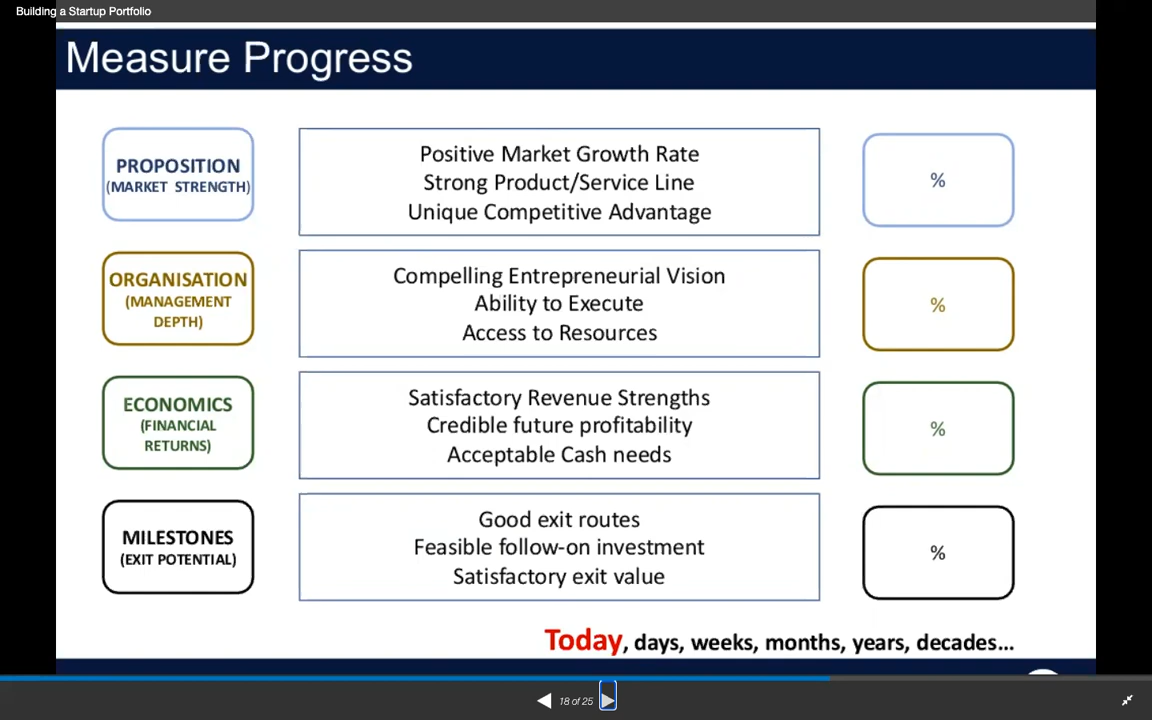 Building a Startup Portfolio
Measure Progress
PROPOSITION
(MARKET STRENGTH)
Positive Market Growth Rate
Strong Product/Service Line
Unique Competitive Advantage
%
ORGANISATION
(MANAGEMENT
DEPTH)
Compelling Entrepreneurial Vision
Ability to Execute
Access to Resources
%
ECONOMICS
(FINANCIAL
RETURNS)
Satisfactory Revenue Strengths
Credible future profitability
Acceptable Cash needs
%
MILESTONES
(EXIT POTENTIAL)
Good exit routes
Feasible follow-on investment
Satisfactory exit value
%
Today, days, weeks, months, years, decades...
18 of 25